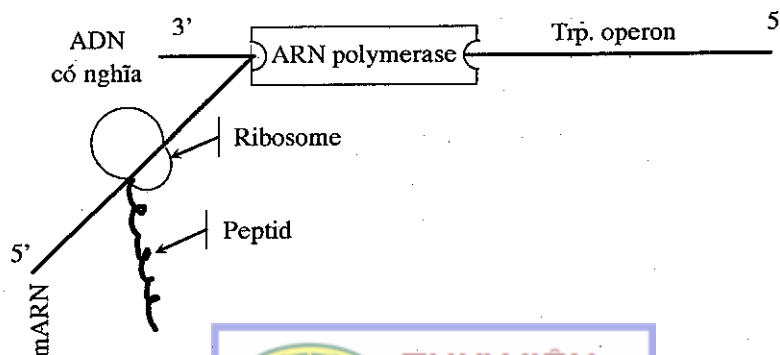 ADN
có nghĩa
3'
ARN polymerase
Trp. operon
5
Ribosome
Peptid
5'
mARN